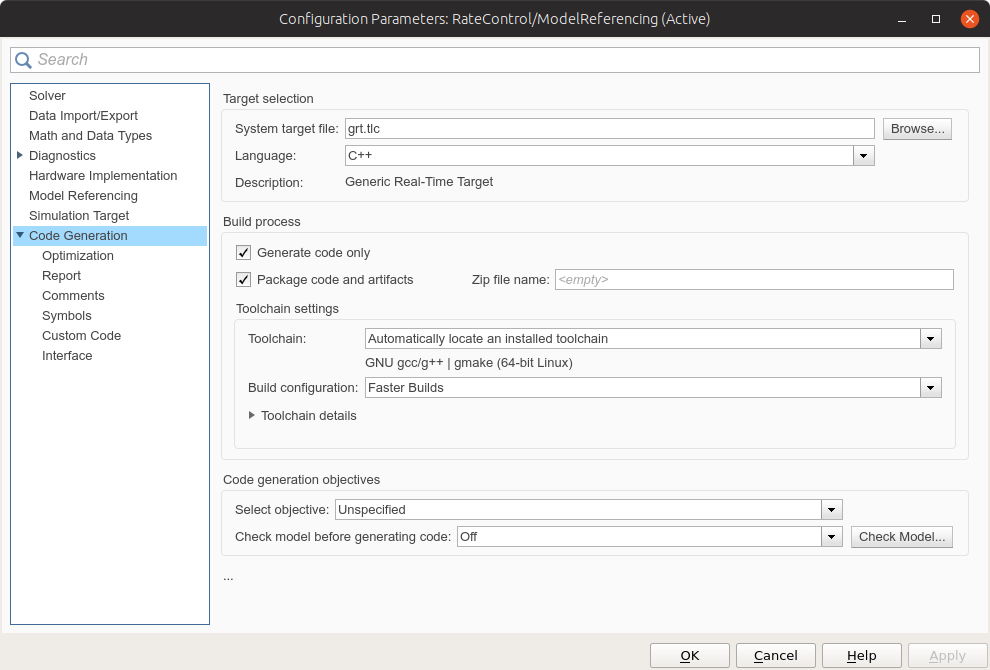 Configuration Parameters: RateControl/ModelReferencing (Active)
Search
Solver
Data Import/Export
Math and Data Types
Diagnostics
Hardware Implementation
Model Referencing
Simulation Target
Code Generation
Optimization
Report
Comments
Symbols
Custom Code
Interface
Target selection
System target file: grt.tlc Browse...
Language: C++
Description: Generic Real-Time Target
Build process
Generate code only
Package code and artifacts Zip file name: <empty>
Toolchain settings
Toolchain: Automatically locate an installed toolchain
GNU gcc/g++ | gmake (64-bit Linux)
Build configuration: Faster Builds
Toolchain details
Code generation objectives
Select objective: Unspecified
Check model before generating code: Off Check Model...
...
OK Cancel Help Apply